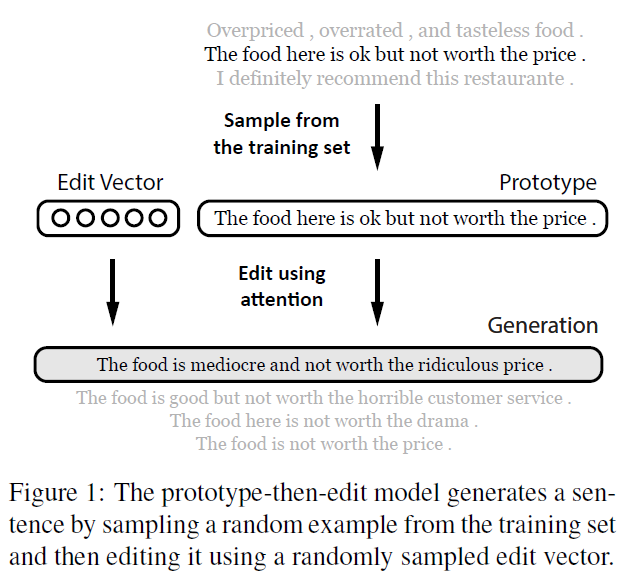 Overpriced , overrated , and tasteless food .
The food here is ok but not worth the price .
I definitely recommend this restaurante .
Sample from
the training set
Edit Vector
Prototype
The food here is ok but not worth the price .
Edit using
attention
Generation
The food is mediocre and not worth the ridiculous price .
The food is good but not worth the horrible customer service .
The food here is not worth the drama .
The food is not worth the price .
Figure 1: The prototype-then-edit model generates a sen-
tence by sampling a random example from the training set
and then editing it using a randomly sampled edit vector.